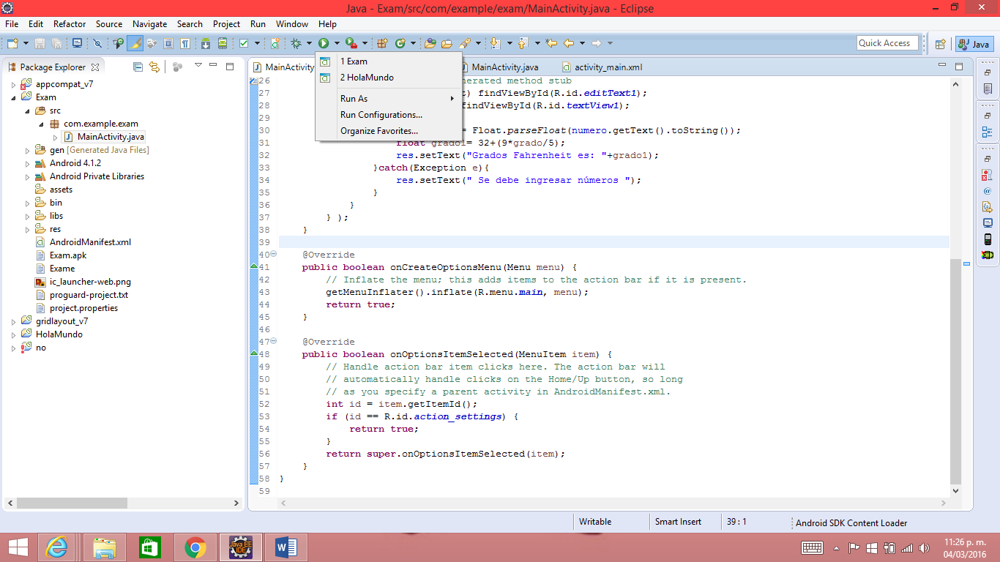 Java - Exam/src/com/example/exam/MainActivity.java - Eclipse
File Edit Refactor Source Navigate Search Project Run Window Help
Quick Access
Java
Package Explorer
appcompat_v7
Exam
src
com.example.exam
MainActivity.java
gen [Generated Java Files]
Android 4.1.2
Android Private Libraries
assets
bin
libs
res
AndroidManifest.xml
Exam.apk
Exame
ic_launcher-web.png
proguard-project.txt
project.properties
gridlayout_v7
HolaMundo
no
MainActivity
MainActivity.java
activity_main.xml
1 Exam
2 HolaMundo
Run As
Run Configurations...
Organize Favorites...
26 nerated method stub
27 t) findViewById(R.id.editText1);
28 findViewById(R.id.textView1);
29
30 = Float.parseFloat(numero.getText().toString());
31 float grado1= 32+(9*grado/5);
32 res.setText("Grados Fahrenheit es: "+grado1);
33 }catch(Exception e){
34 res.setText(" Se debe ingresar números ");
35 }
36 }
37 } );
38 }
39
40 @Override
41 public boolean onCreateOptionsMenu(Menu menu) {
42 // Inflate the menu; this adds items to the action bar if it is present.
43 getMenuInflater().inflate(R.menu.main, menu);
44 return true;
45 }
46
47 @Override
48 public boolean onOptionsItemSelected(MenuItem item) {
49 // Handle action bar item clicks here. The action bar will
50 // automatically handle clicks on the Home/Up button, so long
51 // as you specify a parent activity in AndroidManifest.xml.
52 int id = item.getItemId();
53 if (id == R.id.action_settings) {
54 return true;
55 }
56 return super.onOptionsItemSelected(item);
57 }
58 }
59
Writable
Smart Insert
39 : 1
Android SDK Content Loader
Java EE
IDE
11:26 p. m.
04/03/2016